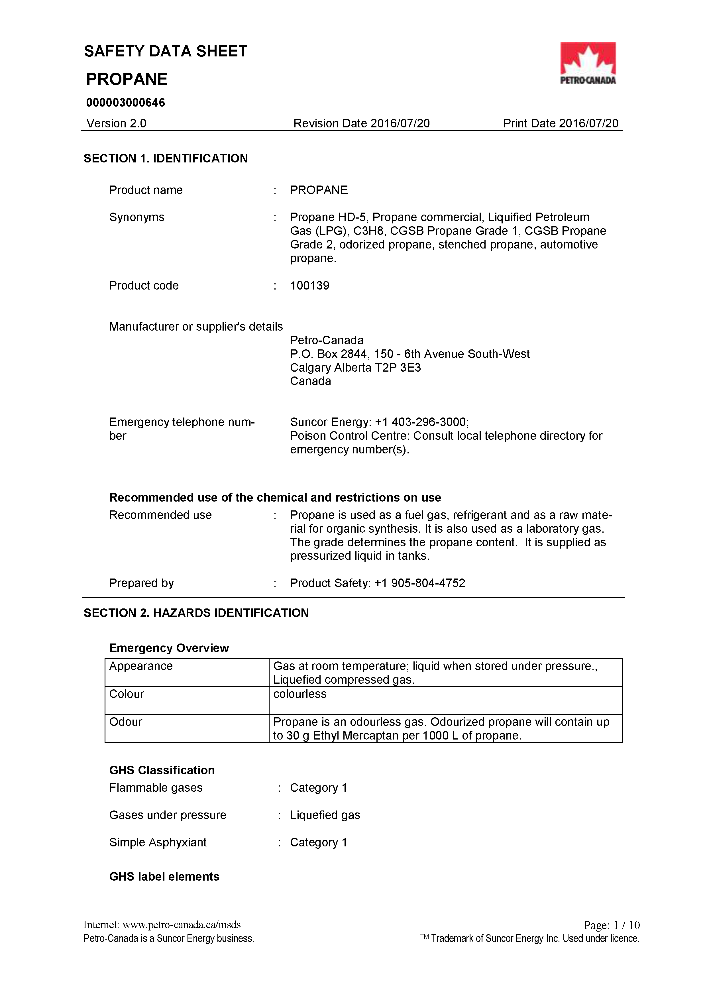 SAFETY DATA SHEET
PROPANE
000003000646
PETRO-CANADA
Version 2.0 Revision Date 2016/07/20 Print Date 2016/07/20
SECTION 1. IDENTIFICATION
Product name : PROPANE
Synonyms : Propane HD-5, Propane commercial, Liquified Petroleum
Gas (LPG), C3H8, CGSB Propane Grade 1, CGSB Propane
Grade 2, odorized propane, stenched propane, automotive
propane.
Product code : 100139
Manufacturer or supplier's details
Petro-Canada
P.O. Box 2844, 150 - 6th Avenue South-West
Calgary Alberta T2P 3E3
Canada
Emergency telephone num- Suncor Energy: +1 403-296-3000;
ber Poison Control Centre: Consult local telephone directory for
emergency number(s).
Recommended use of the chemical and restrictions on use
Recommended use : Propane is used as a fuel gas, refrigerant and as a raw mate-
rial for organic synthesis. It is also used as a laboratory gas.
The grade determines the propane content. It is supplied as
pressurized liquid in tanks.
Prepared by : Product Safety: +1 905-804-4752
SECTION 2. HAZARDS IDENTIFICATION
Emergency Overview
Appearance Gas at room temperature; liquid when stored under pressure.,
Liquefied compressed gas.
Colour colourless
Odour Propane is an odourless gas. Odourized propane will contain up
to 30 g Ethyl Mercaptan per 1000 L of propane.
GHS Classification
Flammable gases : Category 1
Gases under pressure : Liquefied gas
Simple Asphyxiant : Category 1
GHS label elements
Internet: www.petro-canada.ca/msds Page: 1 / 10
Petro-Canada is a Suncor Energy business. TM Trademark of Suncor Energy Inc. Used under licence.